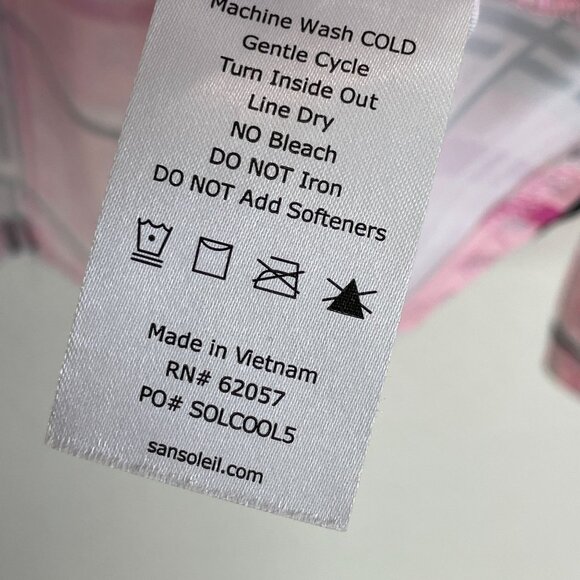 Machine Wash COLD
Gentle Cycle
Turn Inside Out
Line Dry
NO Bleach
DO NOT Iron
DO NOT Add Softeners
Made in Vietnam
RN# 62057
PO# SOLCOOL5
sansoleil.com